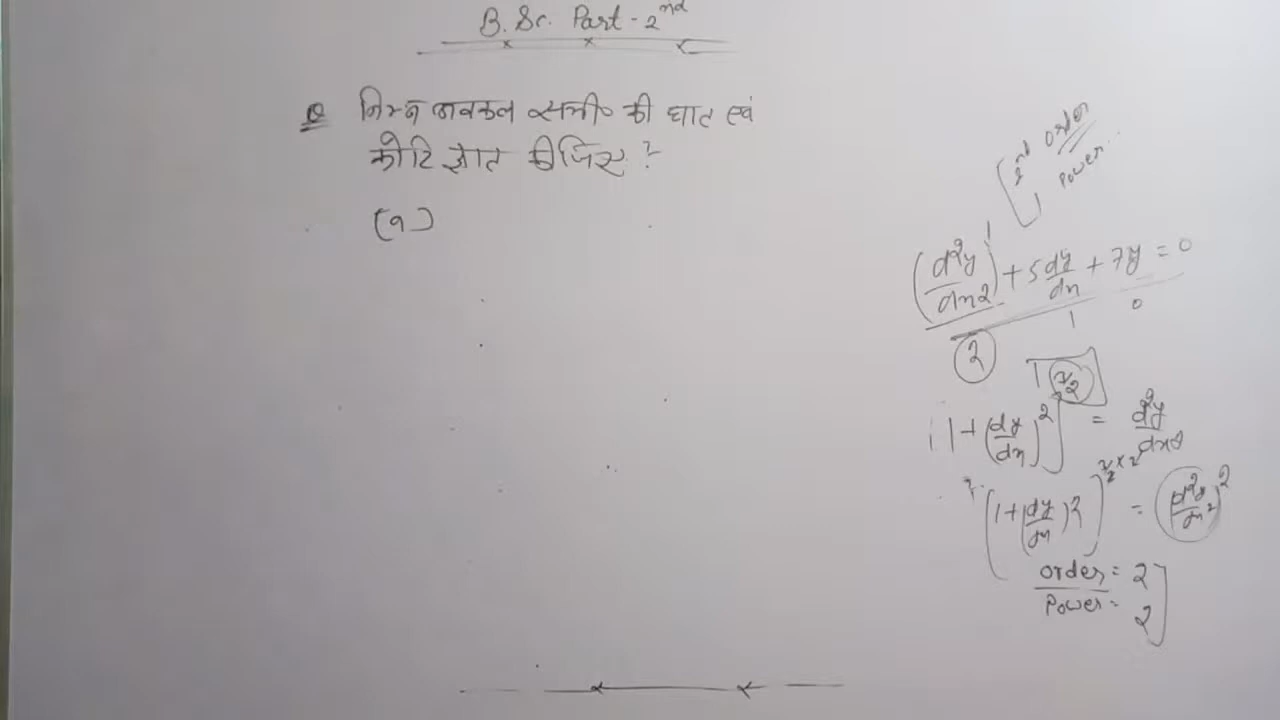 B. Sc. Part - 2nd
Q निम्न अवकल समी० की घात एवं
कोटि ज्ञात कीजिए ?
(१)
2nd order
1 Power..
(d²y/dx2)¹ + 5 dy/dx + 7y = 0
2 1 0
[1 + (dy/dx)²]^3/2 = d²y/dx2
[1 + (dy/dx)2]^3/2×2 = (d²y/dx2)²
order = 2
Power = 2